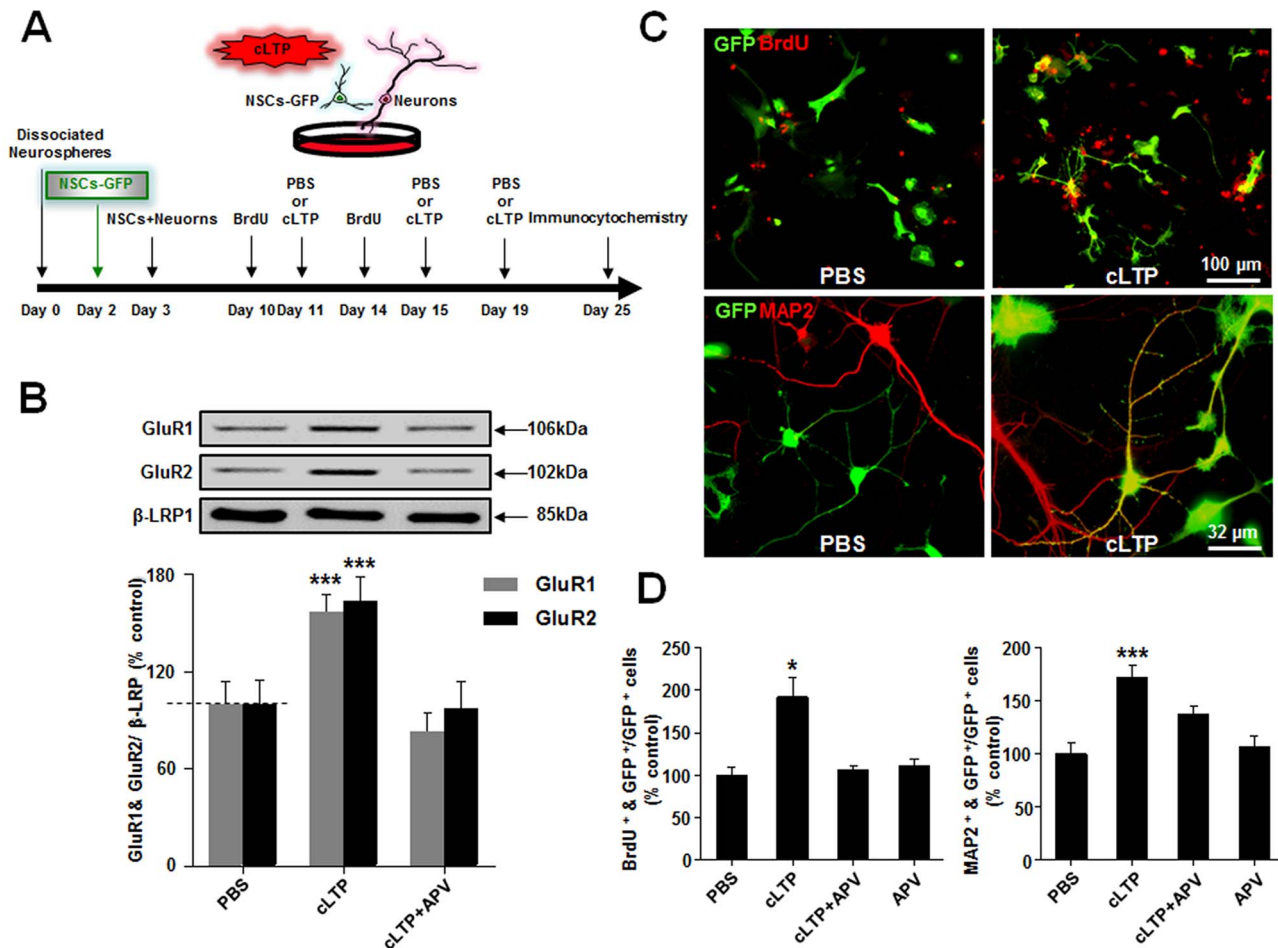 A
cLTP
NSCs-GFP
Neurons
Dissociated
Neurospheres
NSCs-GFP
NSCs+Neuorns
BrdU
PBS
or
cLTP
BrdU
PBS
or
cLTP
PBS
or
cLTP
Immunocytochemistry
Day 0 Day 2 Day 3 Day 10 Day 11 Day 14 Day 15 Day 19 Day 25
B
GluR1 106kDa
GluR2 102kDa
β-LRP1 85kDa
GluR1& GluR2/ β-LRP (% control)
180
120
60
0
*** ***
GluR1
GluR2
PBS cLTP cLTP+APV
C
GFP BrdU
PBS
cLTP
100 µm
GFP MAP2
PBS
cLTP
32 µm
D
BrdU + & GFP +/GFP + cells
(% control)
250
200
150
100
50
0
*
PBS cLTP cLTP+APV APV
MAP2 + & GFP +/GFP + cells
(% control)
200
150
100
50
0
***
PBS cLTP cLTP+APV APV